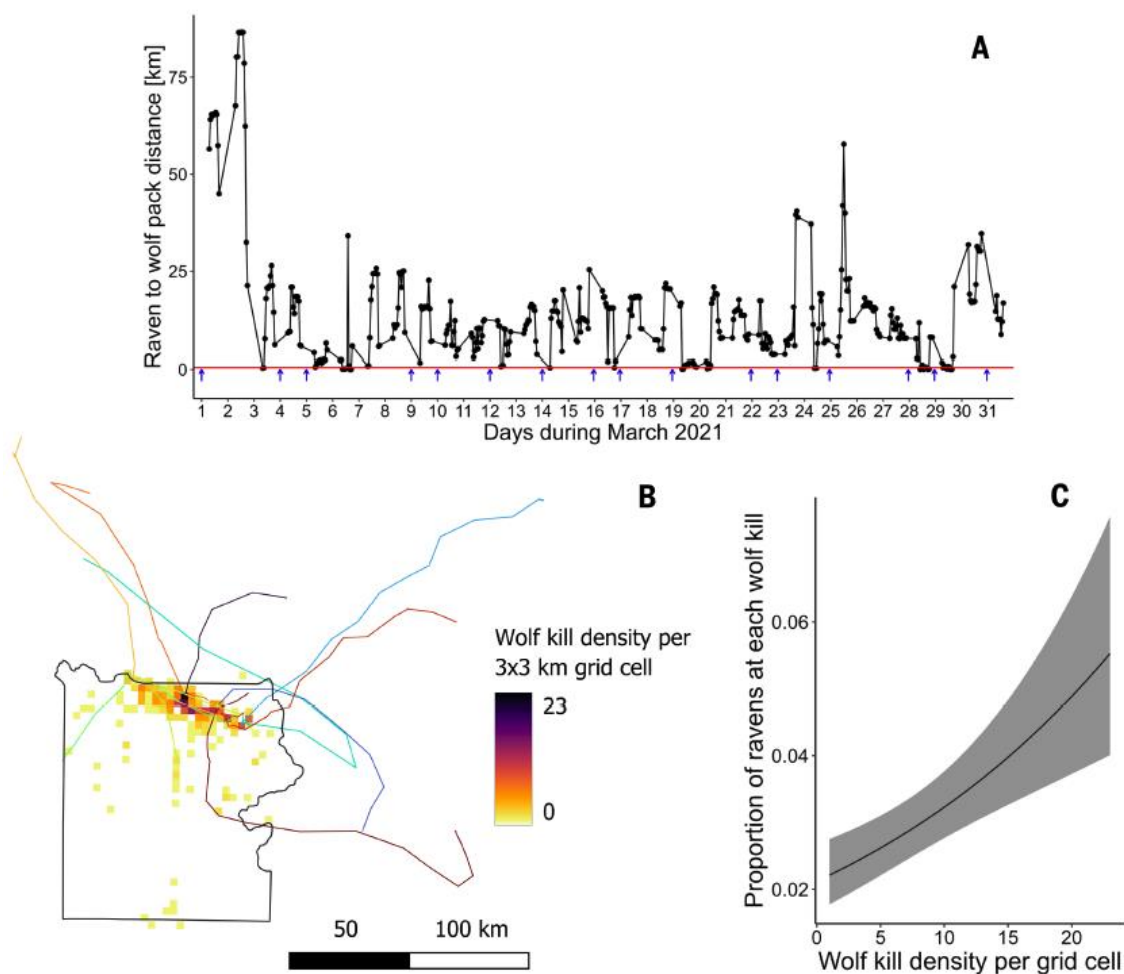 A
Raven to wolf pack distance [km]
75
50
25
0
1 2 3 4 5 6 7 8 9 10 11 12 13 14 15 16 17 18 19 20 21 22 23 24 25 26 27 28 29 30 31
Days during March 2021
B
Wolf kill density per
3x3 km grid cell
23
0
50 100 km
C
Proportion of ravens at each wolf kill
0.06
0.04
0.02
0 5 10 15 20
Wolf kill density per grid cell